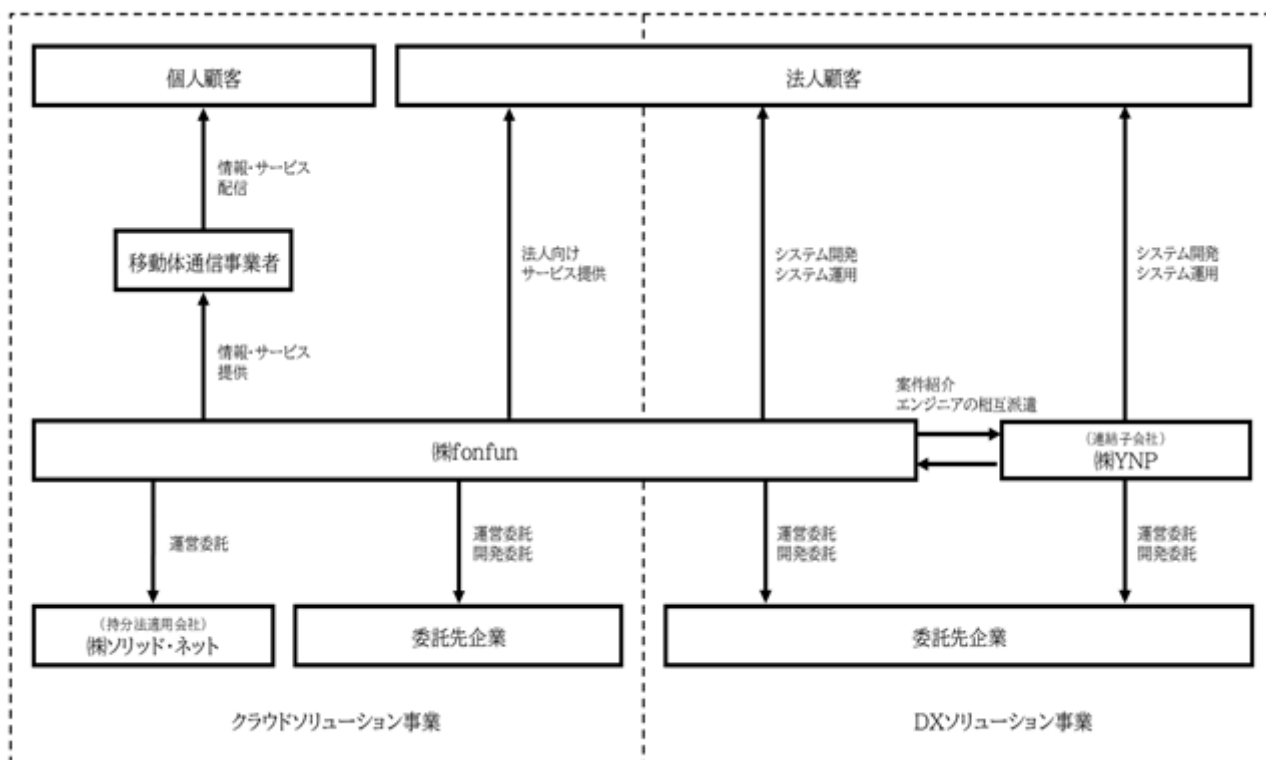 個人顧客
法人顧客
情報・サービス
配信
移動体通信事業者
法人向け
サービス提供
システム開発
システム運用
システム開発
システム運用
情報・サービス
提供
案件紹介
エンジニアの相互派遣
㈱fonfun
(連結子会社)
㈱YNP
運営委託
運営委託
開発委託
運営委託
開発委託
運営委託
開発委託
(持分法適用会社)
㈱ソリッド・ネット
委託先企業
委託先企業
クラウドソリューション事業
DXソリューション事業